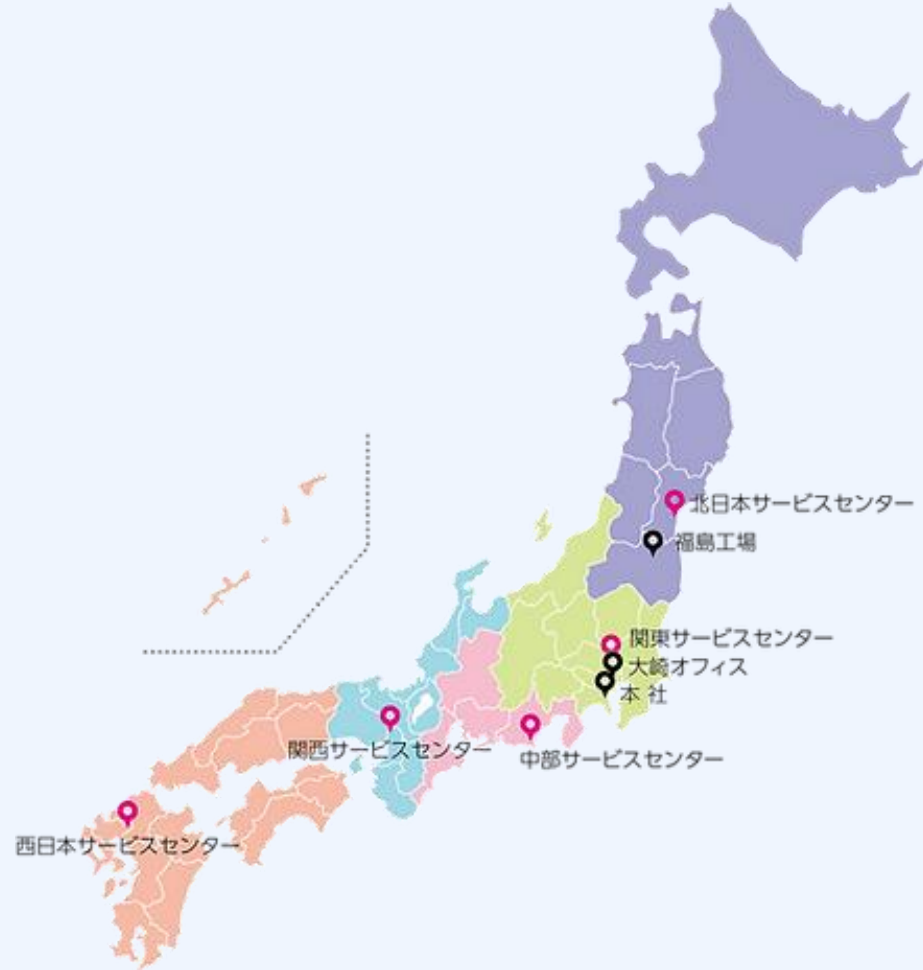 北日本サービスセンター
福島工場
関東サービスセンター
大崎オフィス
本 社
関西サービスセンター
中部サービスセンター
西日本サービスセンター